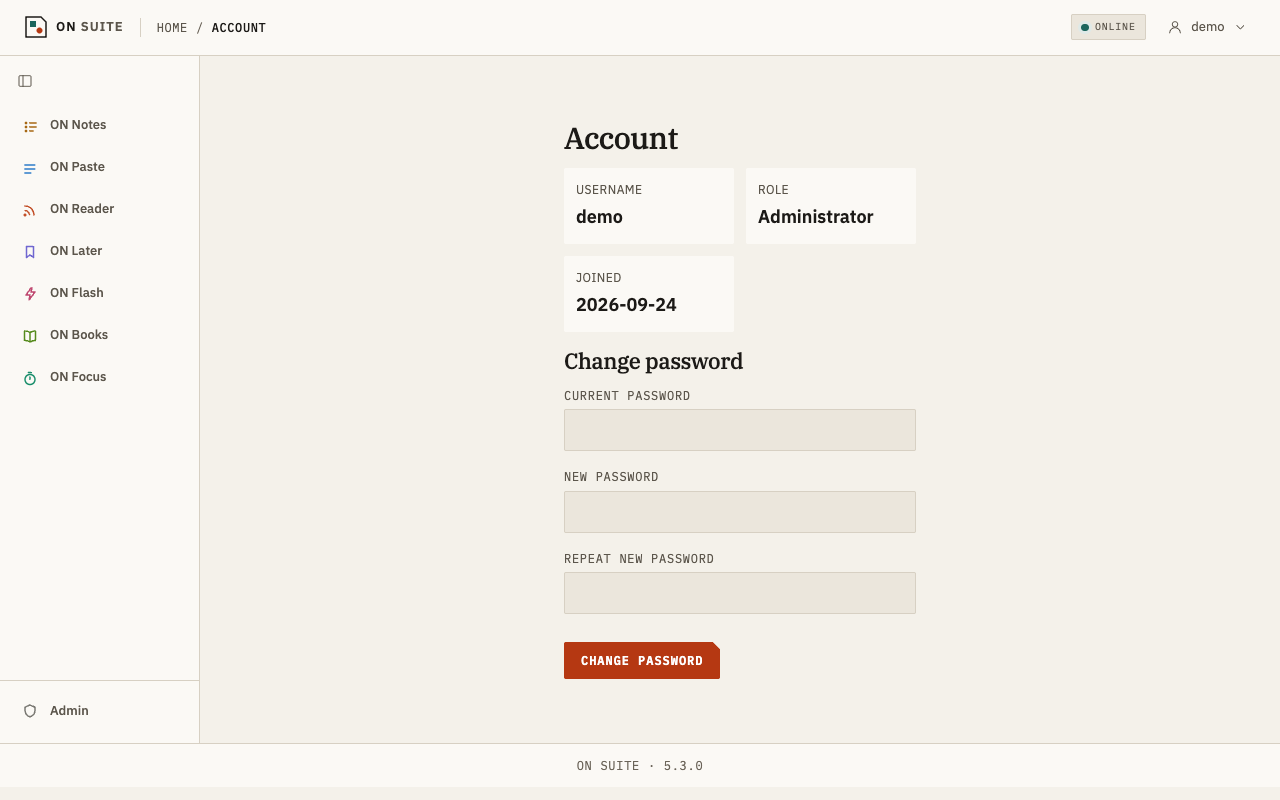 ON SUITE HOME / ACCOUNT ONLINE demo
ON Notes
ON Paste
ON Reader
ON Later
ON Flash
ON Books
ON Focus
Admin
Account
USERNAME
demo
ROLE
Administrator
JOINED
2026-09-24
Change password
CURRENT PASSWORD
NEW PASSWORD
REPEAT NEW PASSWORD
CHANGE PASSWORD
ON SUITE · 5.3.0